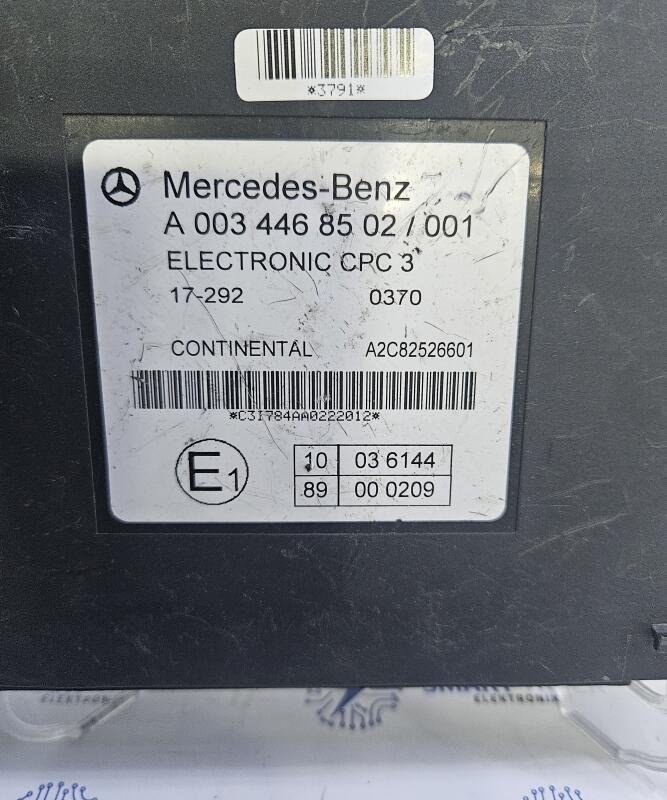 *3791*
Mercedes-Benz
A 003 446 85 02 / 001
ELECTRONIC CPC 3
17-292 0370
CONTINENTAL A2C82526601
*C3I784AA0222012*
E1
10 03 6144
89 00 0209
ELEKTRONIK